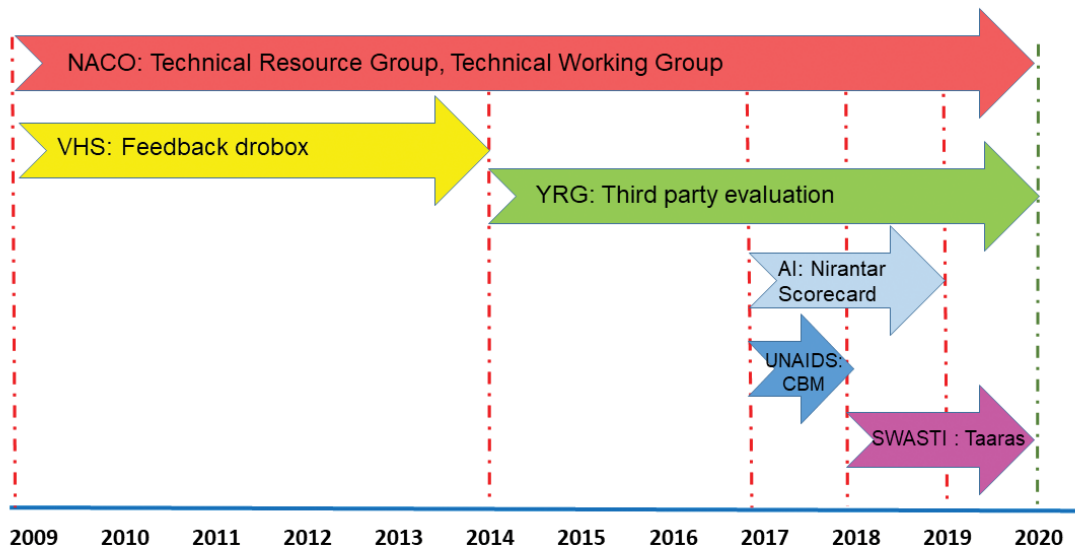 NACO: Technical Resource Group, Technical Working Group
VHS: Feedback drobox
YRG: Third party evaluation
AI: Nirantar
Scorecard
UNAIDS:
CBM
SWASTI : Taaras
2009 2010 2011 2012 2013 2014 2015 2016 2017 2018 2019 2020